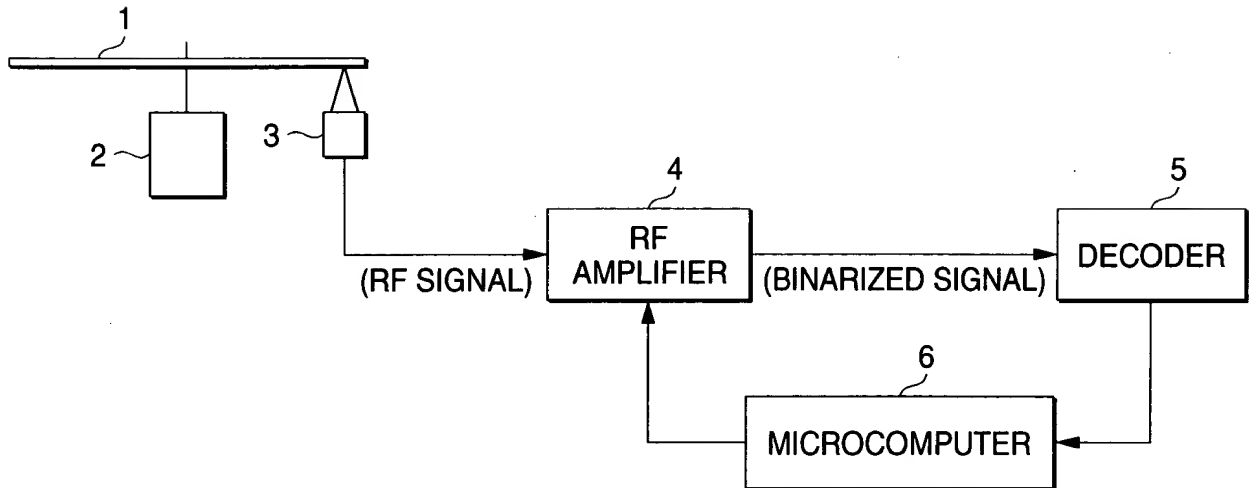 1
2
3
4
5
RF
AMPLIFIER
DECODER
(RF SIGNAL)
(BINARIZED SIGNAL)
6
MICROCOMPUTER